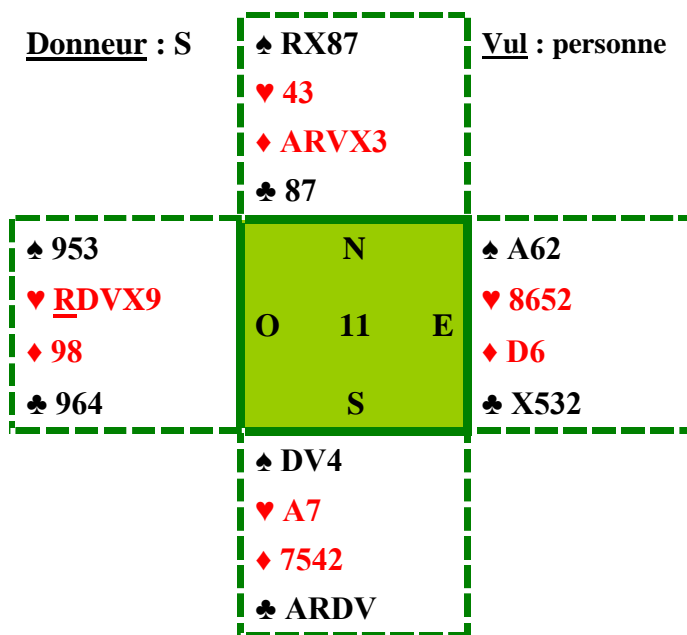 Donneur : S
♠ RX87
Vul : personne
♥ 43
♦ ARVX3
♣ 87
♠ 953
♥ RDVX9
♦ 98
♣ 964
N
O 11 E
S
♠ A62
♥ 8652
♦ D6
♣ X532
♠ DV4
♥ A7
♦ 7542
♣ ARDV